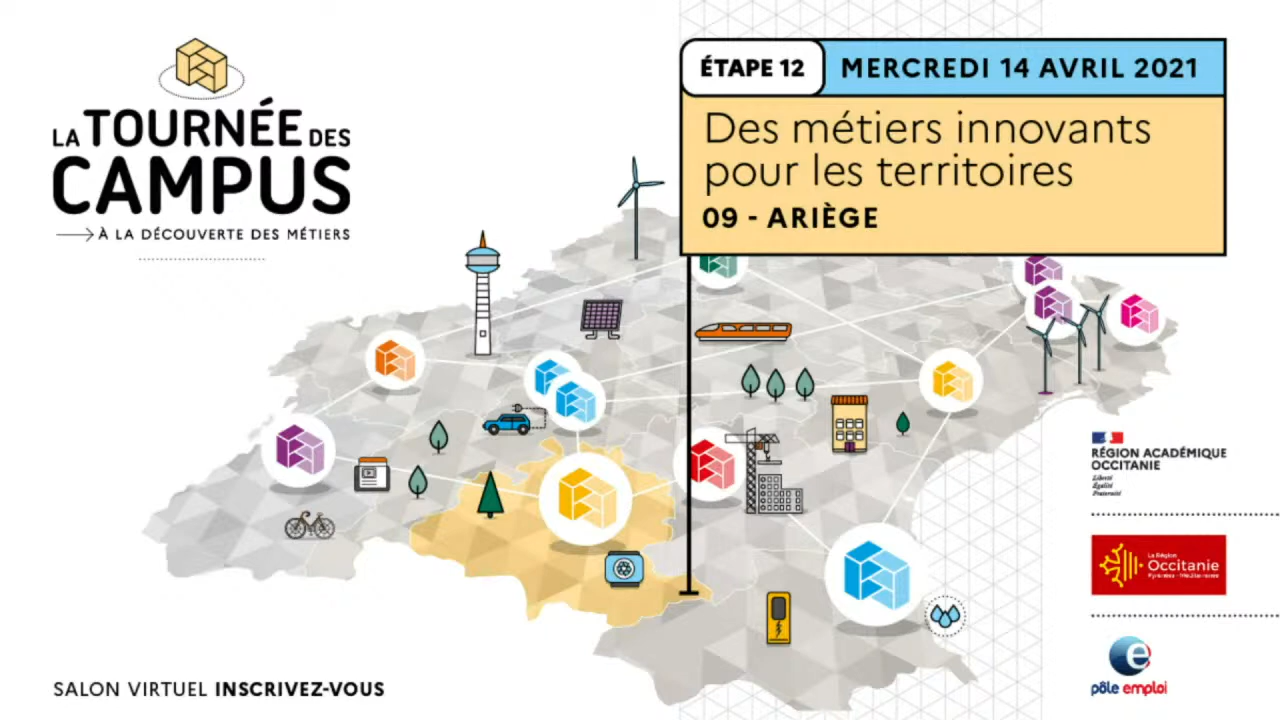 LA TOURNÉE DES
CAMPUS
À LA DÉCOUVERTE DES MÉTIERS
ÉTAPE 12
MERCREDI 14 AVRIL 2021
Des métiers innovants
pour les territoires
09 - ARIÈGE
RÉGION ACADÉMIQUE
OCCITANIE
Liberté
Égalité
Fraternité
La Région
Occitanie
Pyrénées - Méditerranée
pôle emploi
SALON VIRTUEL INSCRIVEZ-VOUS